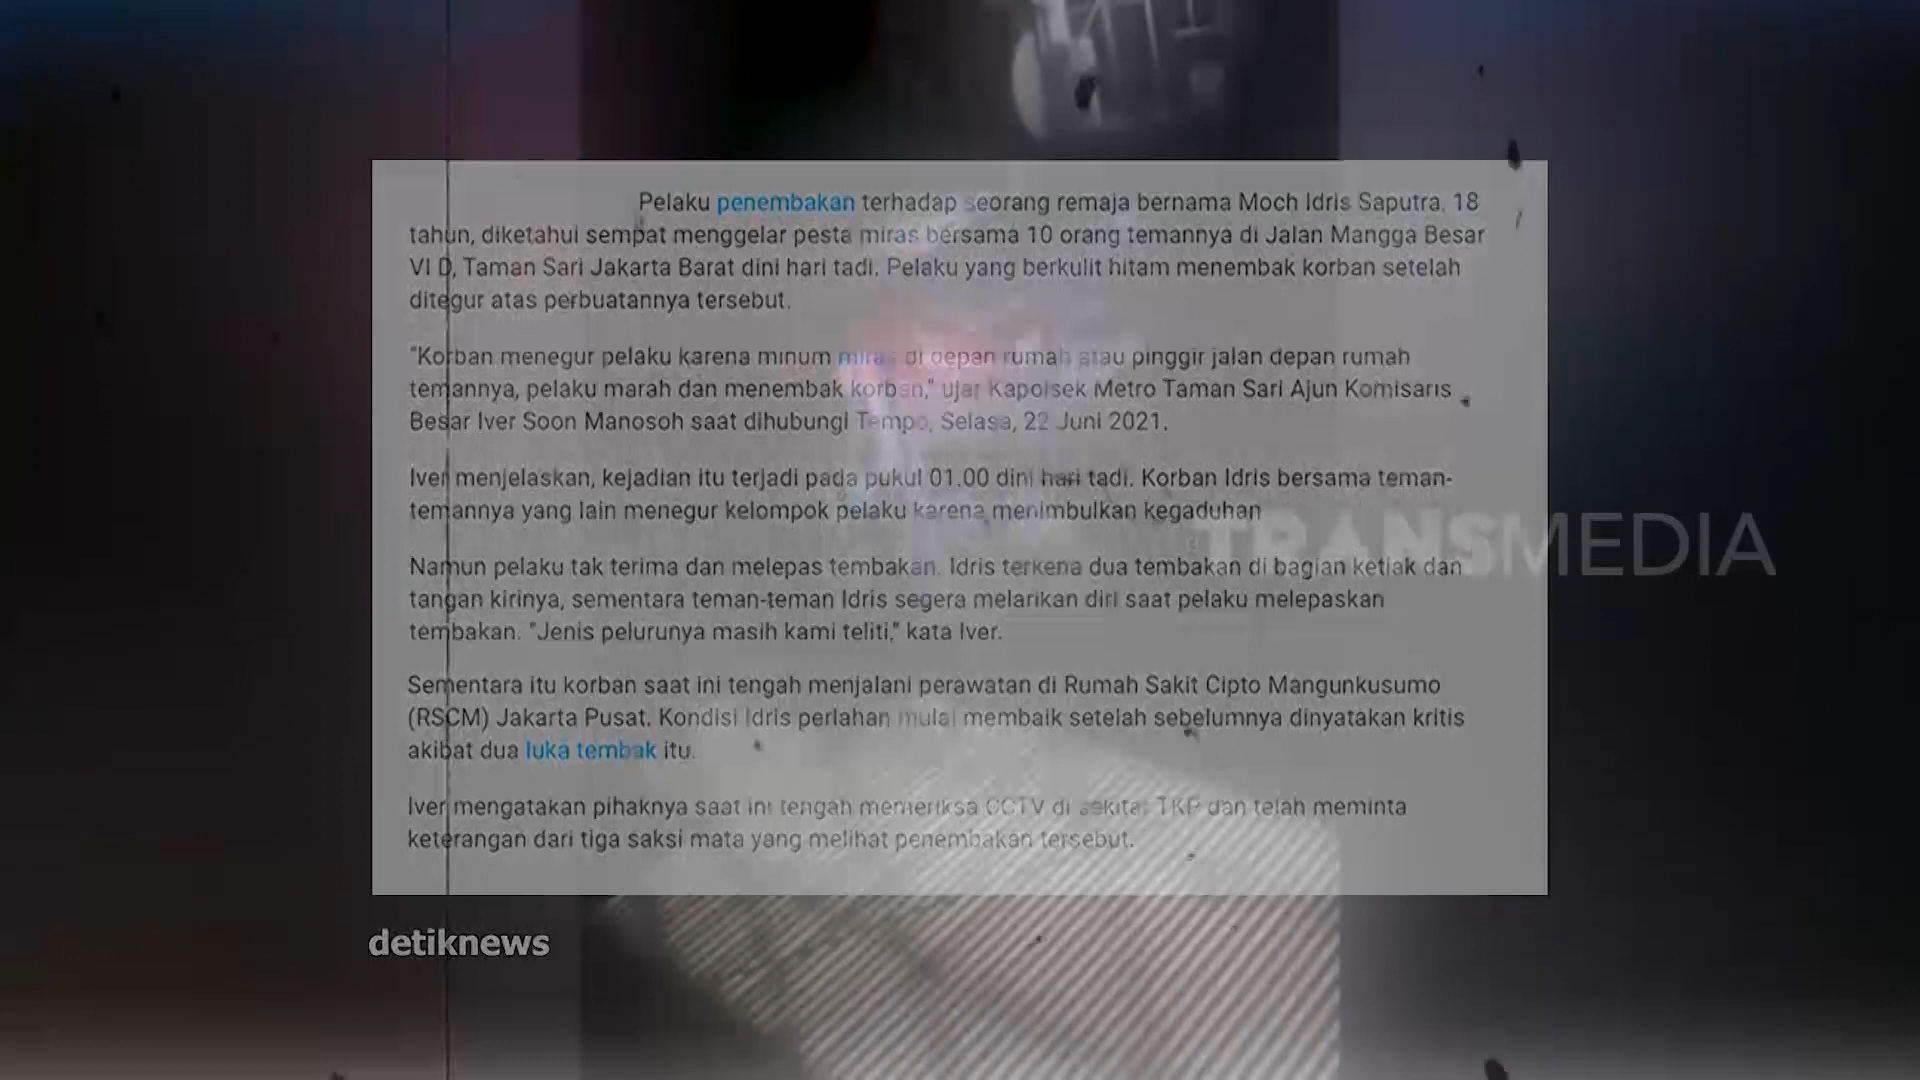 Pelaku penembakan terhadap seorang remaja bernama Moch Idris Saputra, 18
tahun, diketahui sempat menggelar pesta miras bersama 10 orang temannya di Jalan Mangga Besar
VI D, Taman Sari Jakarta Barat dini hari tadi. Pelaku yang berkulit hitam menembak korban setelah
ditegur atas perbuatannya tersebut.
"Korban menegur pelaku karena minum miras di depan rumah atau pinggir jalan depan rumah
temannya, pelaku marah dan menembak korban," ujar Kapolsek Metro Taman Sari Ajun Komisaris
Besar Iver Soon Manosoh saat dihubungi Tempo, Selasa, 22 Juni 2021.
Iver menjelaskan, kejadian itu terjadi pada pukul 01.00 dini hari tadi. Korban Idris bersama teman-
temannya yang lain menegur kelompok pelaku karena menimbulkan kegaduhan
TRANSMEDIA
Namun pelaku tak terima dan melepas tembakan. Idris terkena dua tembakan di bagian ketiak dan
tangan kirinya, sementara teman-teman Idris segera melarikan diri saat pelaku melepaskan
tembakan. "Jenis pelurunya masih kami teliti," kata Iver.
Sementara itu korban saat ini tengah menjalani perawatan di Rumah Sakit Cipto Mangunkusumo
(RSCM) Jakarta Pusat. Kondisi Idris perlahan mulai membaik setelah sebelumnya dinyatakan kritis
akibat dua luka tembak itu.
Iver mengatakan pihaknya saat ini tengah memeriksa CCTV di sekitar TKP dan telah meminta
keterangan dari tiga saksi mata yang melihat penembakan tersebut.
detiknews